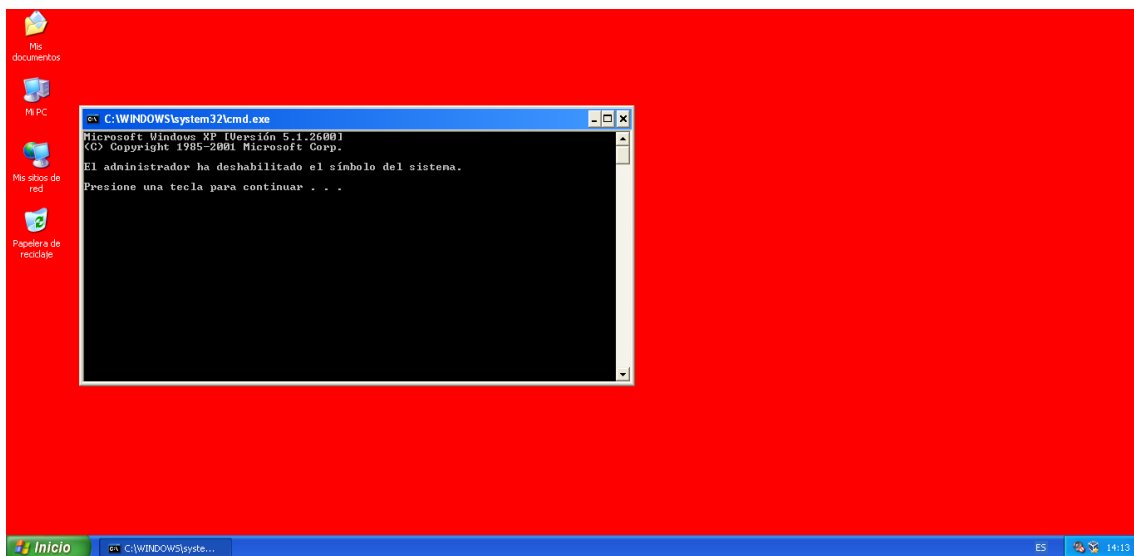 Mis
documentos
Mi PC
Mis sitios de
red
Papelera de
reciclaje
C:\WINDOWS\system32\cmd.exe
Microsoft Windows XP [Versión 5.1.2600]
(C) Copyright 1985-2001 Microsoft Corp.
El administrador ha deshabilitado el símbolo del sistema.
Presione una tecla para continuar . . .
Inicio
C:\WINDOWS\syste...
ES
14:13